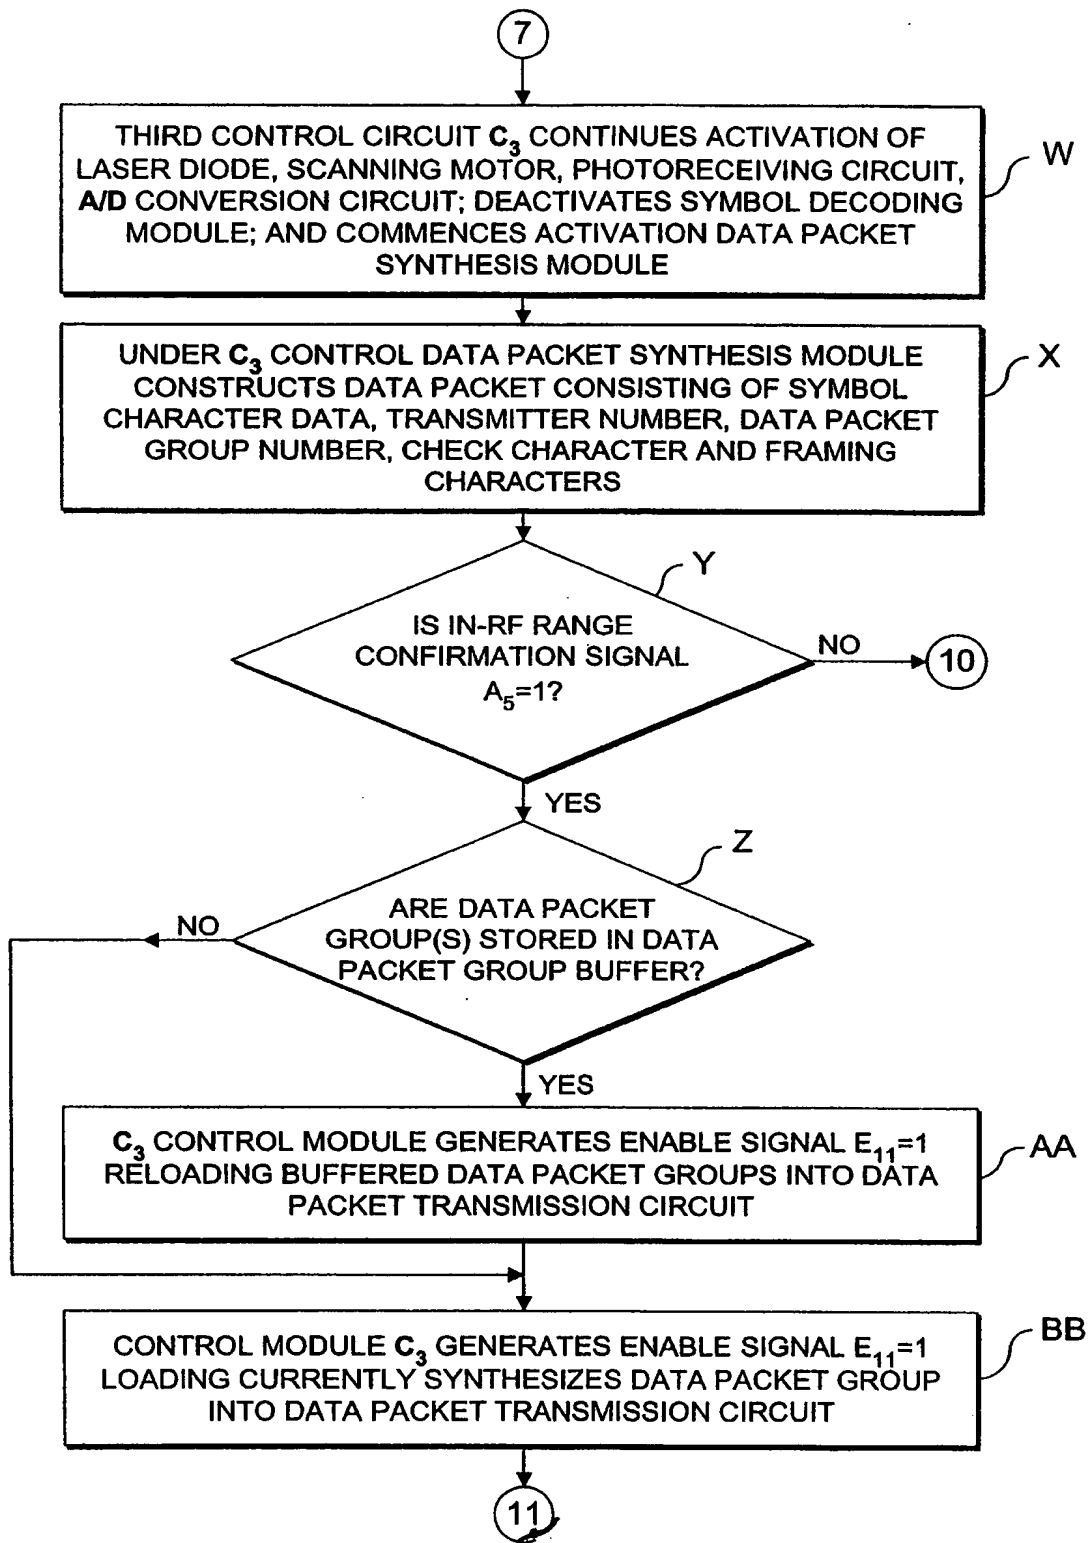 7
THIRD CONTROL CIRCUIT C3 CONTINUES ACTIVATION OF
LASER DIODE, SCANNING MOTOR, PHOTORECEIVING CIRCUIT,
A/D CONVERSION CIRCUIT; DEACTIVATES SYMBOL DECODING
MODULE; AND COMMENCES ACTIVATION DATA PACKET
SYNTHESIS MODULE
W
UNDER C3 CONTROL DATA PACKET SYNTHESIS MODULE
CONSTRUCTS DATA PACKET CONSISTING OF SYMBOL
CHARACTER DATA, TRANSMITTER NUMBER, DATA PACKET
GROUP NUMBER, CHECK CHARACTER AND FRAMING
CHARACTERS
X
Y
IS IN-RF RANGE
CONFIRMATION SIGNAL
A5=1?
NO
10
YES
Z
ARE DATA PACKET
GROUP(S) STORED IN DATA
PACKET GROUP BUFFER?
NO
YES
C3 CONTROL MODULE GENERATES ENABLE SIGNAL E11=1
RELOADING BUFFERED DATA PACKET GROUPS INTO DATA
PACKET TRANSMISSION CIRCUIT
AA
CONTROL MODULE C3 GENERATES ENABLE SIGNAL E11=1
LOADING CURRENTLY SYNTHESIZES DATA PACKET GROUP
INTO DATA PACKET TRANSMISSION CIRCUIT
BB
11